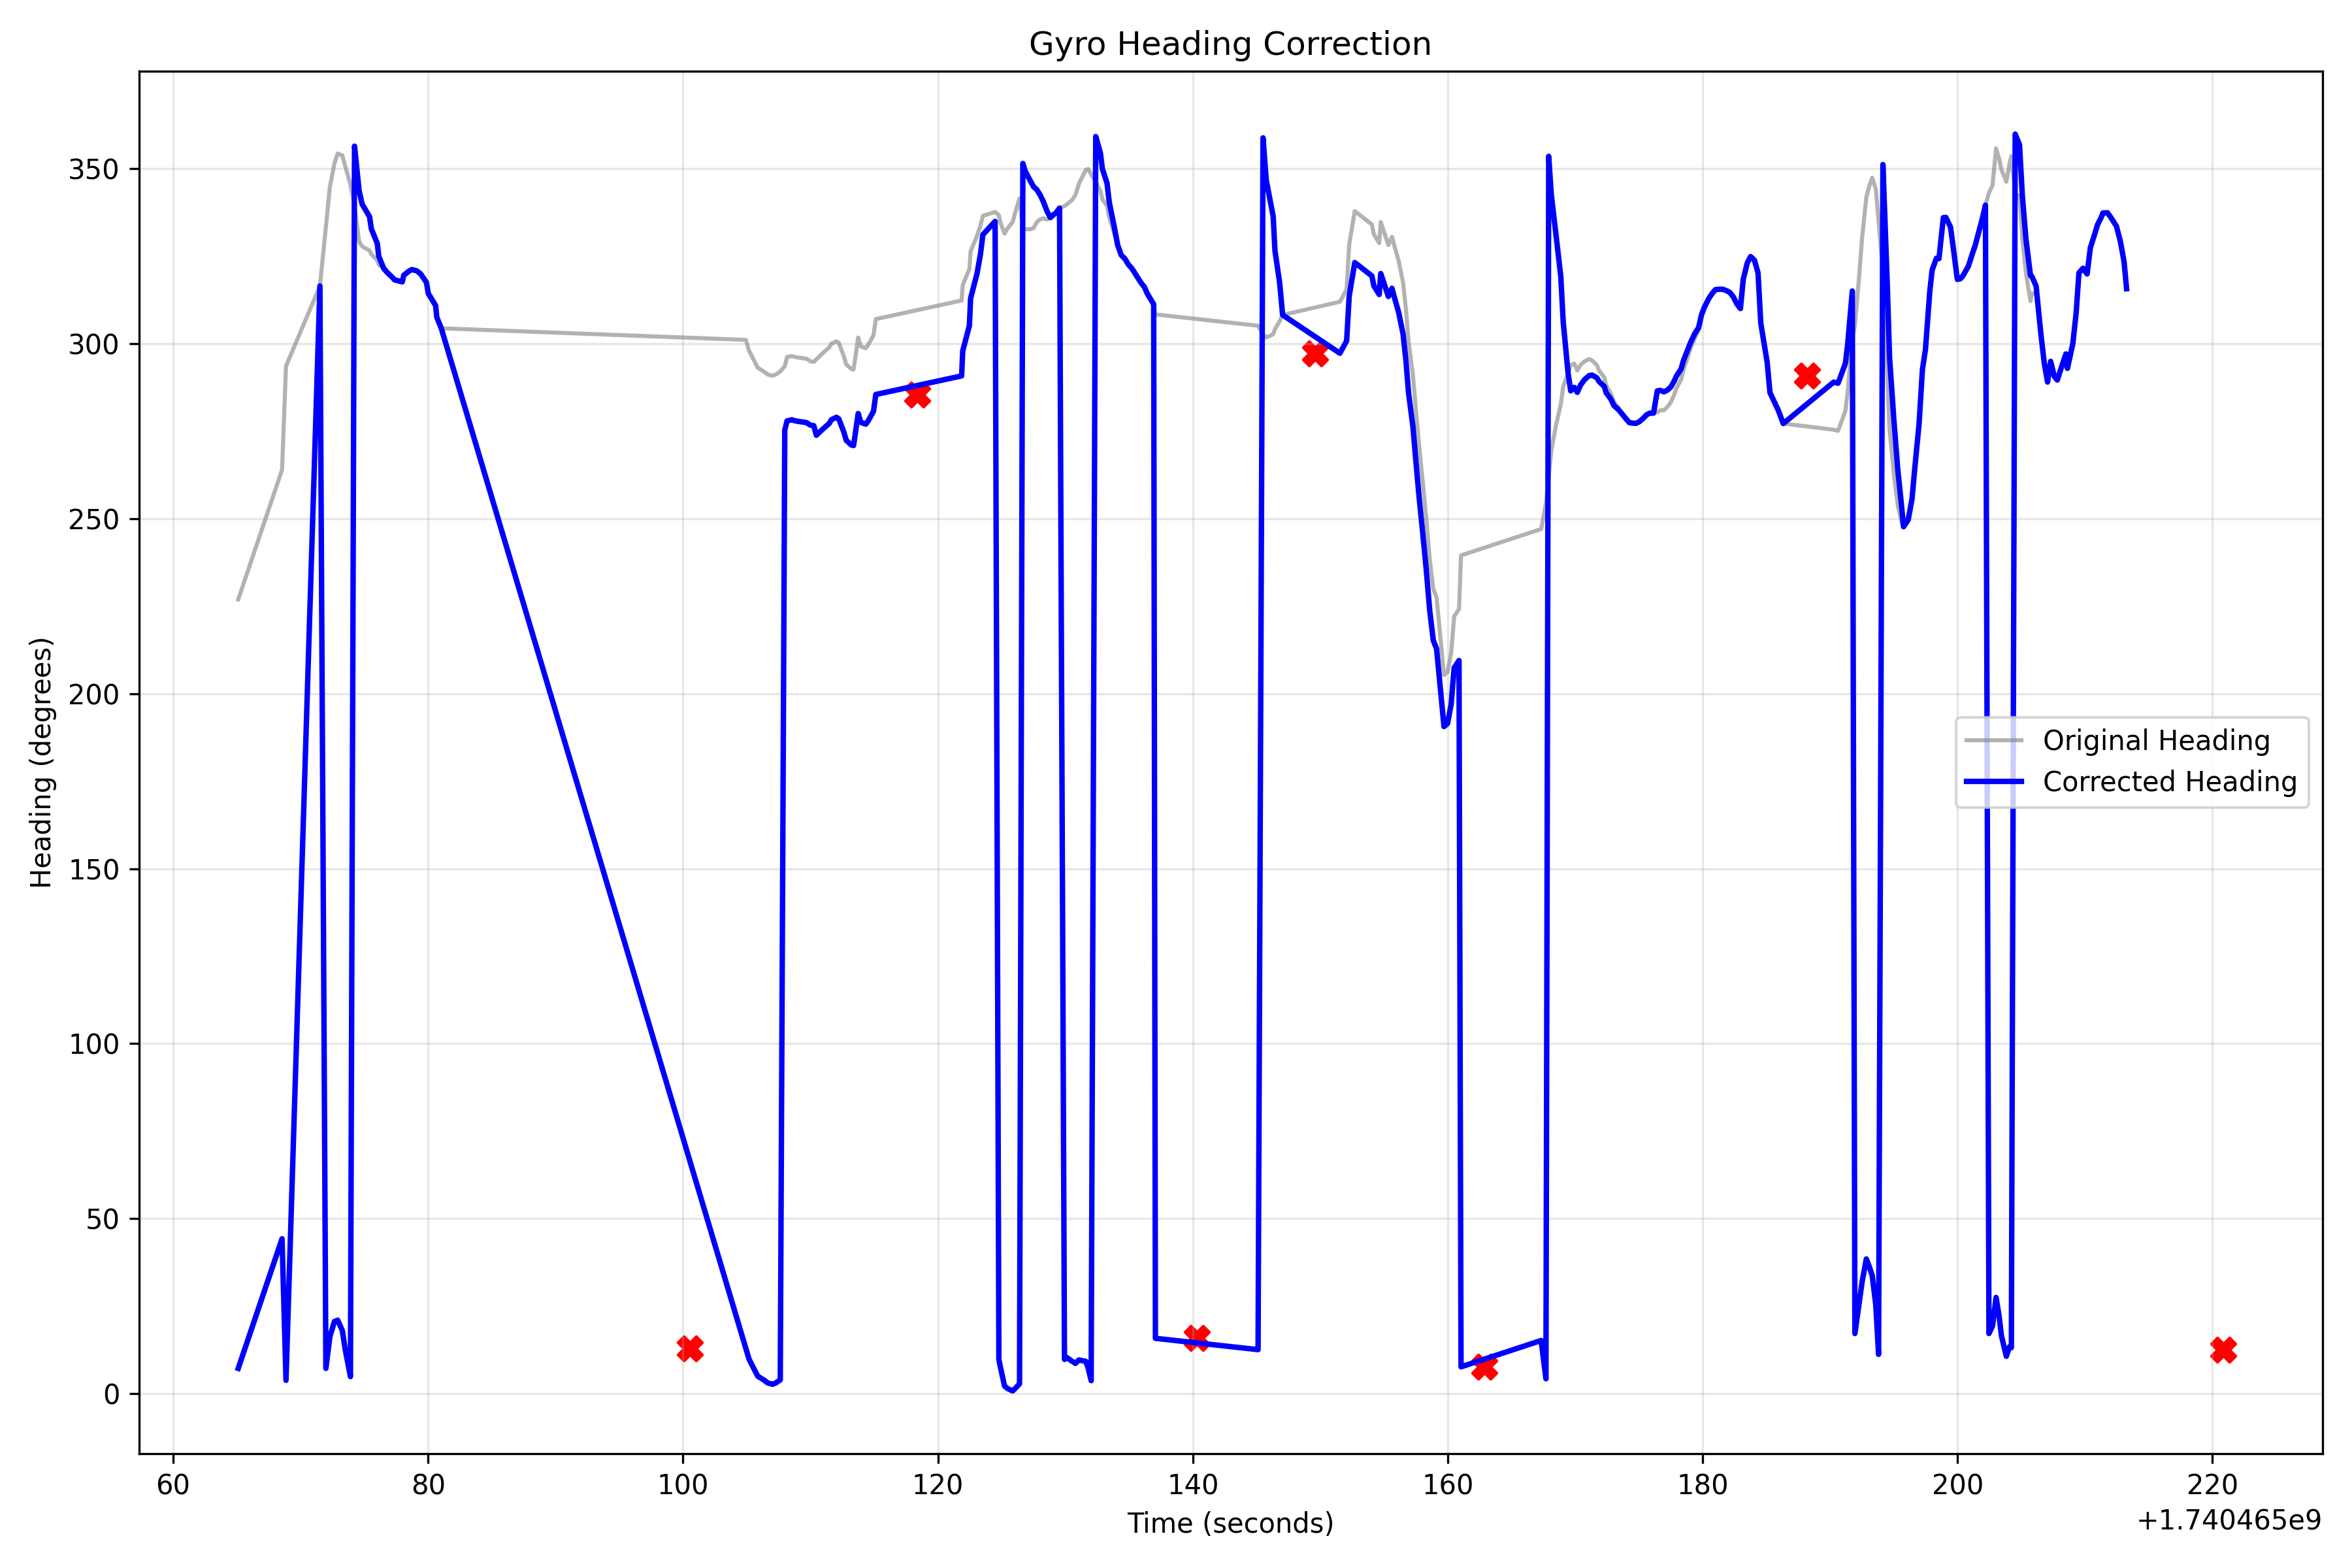 Gyro Heading Correction
350
300
250
200
150
100
50
0
Heading (degrees)
Original Heading
Corrected Heading
60 80 100 120 140 160 180 200 220
Time (seconds)
+1.740465e9